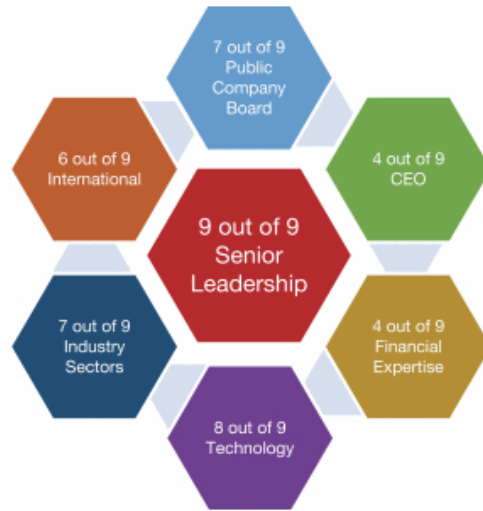 7 out of 9
Public
Company
Board
6 out of 9
International
4 out of 9
CEO
9 out of 9
Senior
Leadership
7 out of 9
Industry
Sectors
4 out of 9
Financial
Expertise
8 out of 9
Technology